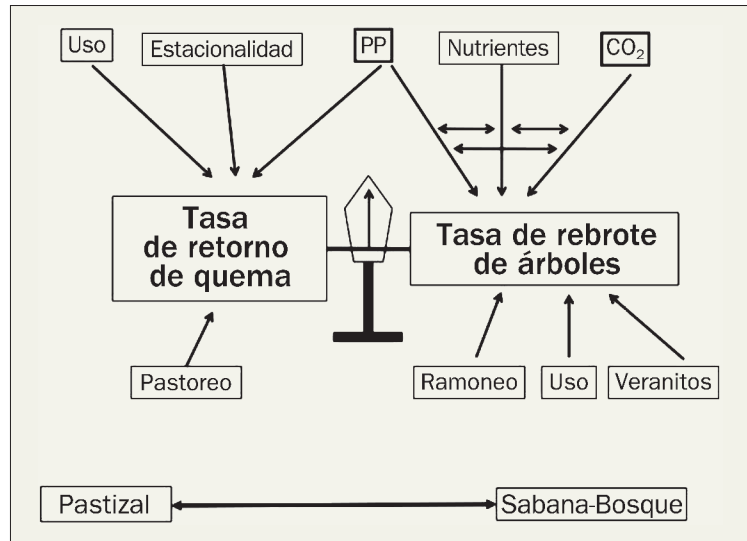 Uso
Estacionalidad
PP
Nutrientes
CO₂
Tasa
de retorno
de quema
Tasa de rebrote
de árboles
Pastoreo
Ramoneo
Uso
Veranitos
Pastizal
Sabana-Bosque